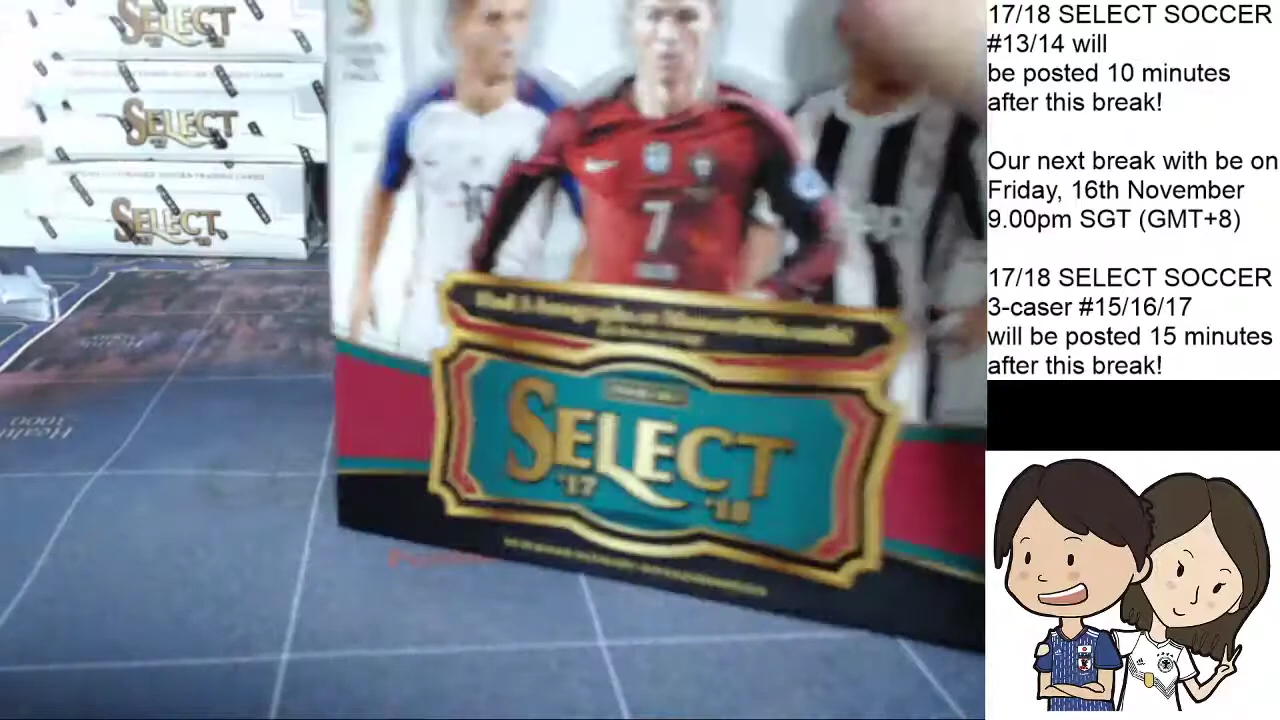 17/18 SELECT SOCCER
#13/14 will
be posted 10 minutes
after this break!
Our next break with be on
Friday, 16th November
9.00pm SGT (GMT+8)
17/18 SELECT SOCCER
3-caser #15/16/17
will be posted 15 minutes
after this break!
SELECT
SELECT
SELECT
10
7
SELECT
'17 '18